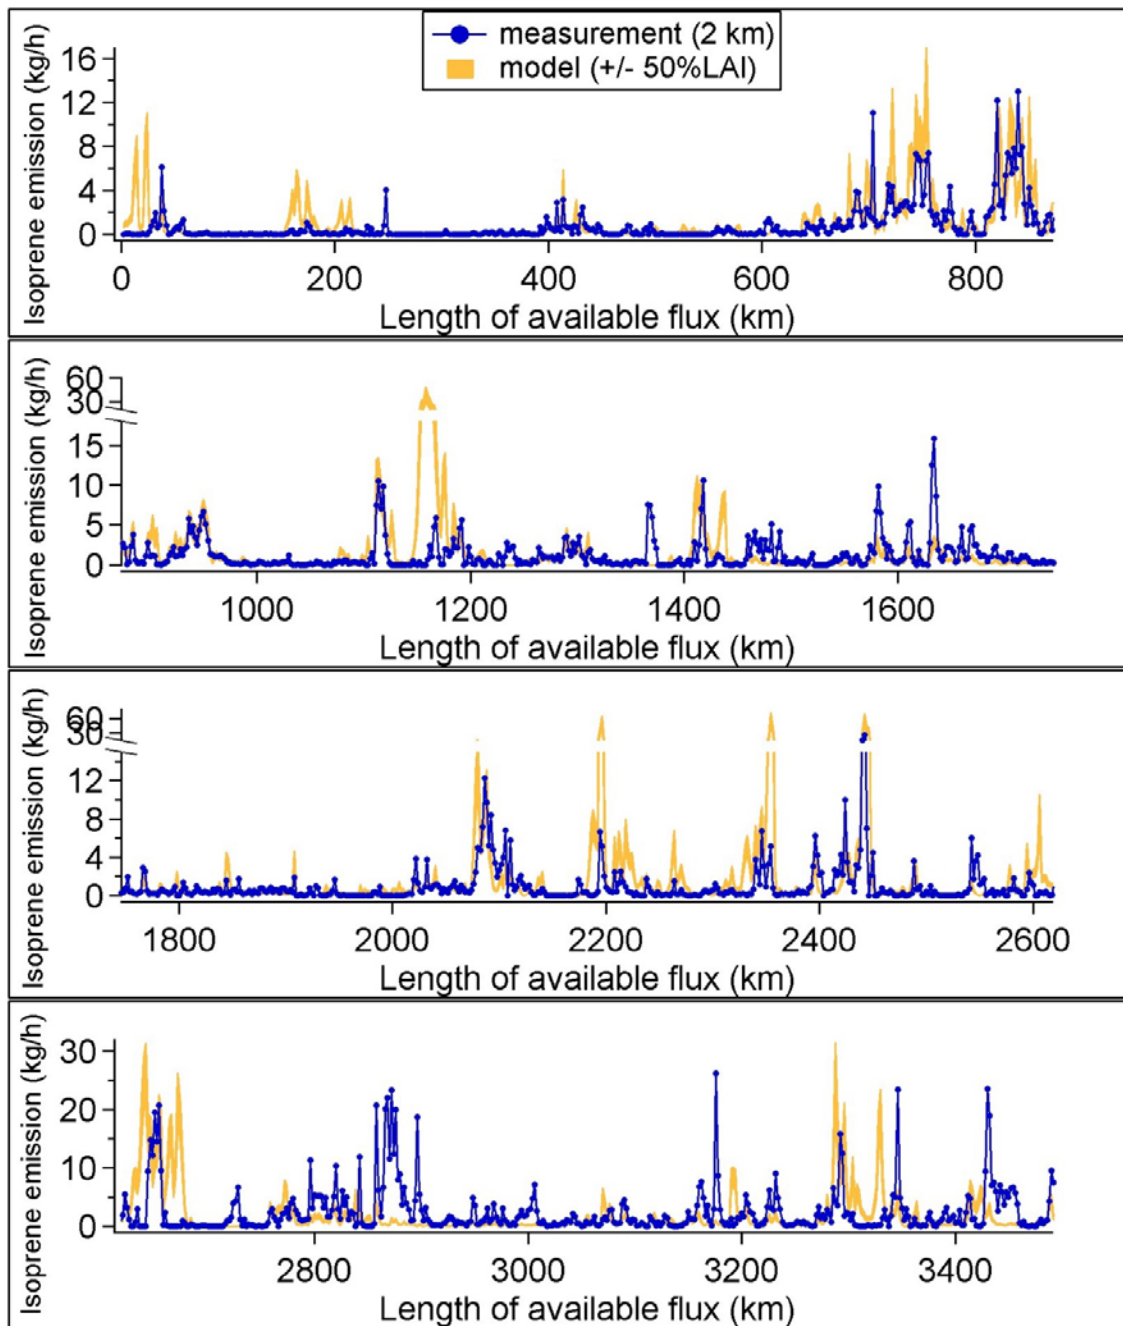 measurement (2 km)
model (+/- 50%LAI)
Isoprene emission (kg/h)
16
12
8
4
0
0 200 400 600 800
Length of available flux (km)
Isoprene emission (kg/h)
60
30
15
10
5
0
1000 1200 1400 1600
Length of available flux (km)
Isoprene emission (kg/h)
60
30
12
8
4
0
1800 2000 2200 2400 2600
Length of available flux (km)
Isoprene emission (kg/h)
30
20
10
0
2800 3000 3200 3400
Length of available flux (km)